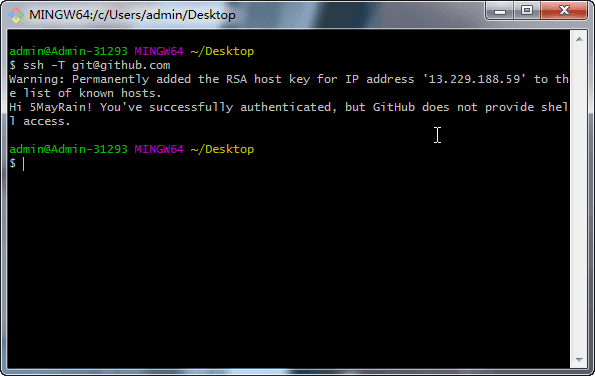 MINGW64:/c/Users/admin/Desktop
admin@Admin-31293 MINGW64 ~/Desktop
$ ssh -T git@github.com
Warning: Permanently added the RSA host key for IP address '13.229.188.59' to th
e list of known hosts.
Hi 5MayRain! You've successfully authenticated, but GitHub does not provide shel
l access.
admin@Admin-31293 MINGW64 ~/Desktop
$